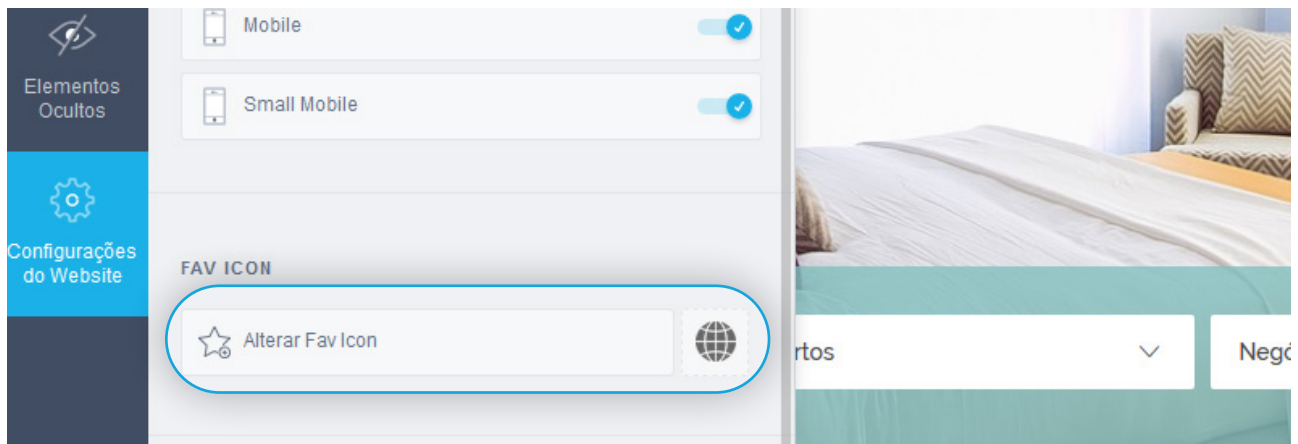 Elementos
Ocultos
Configurações
do Website
Mobile
Small Mobile
FAV ICON
Alterar Fav Icon
rtos
Negó